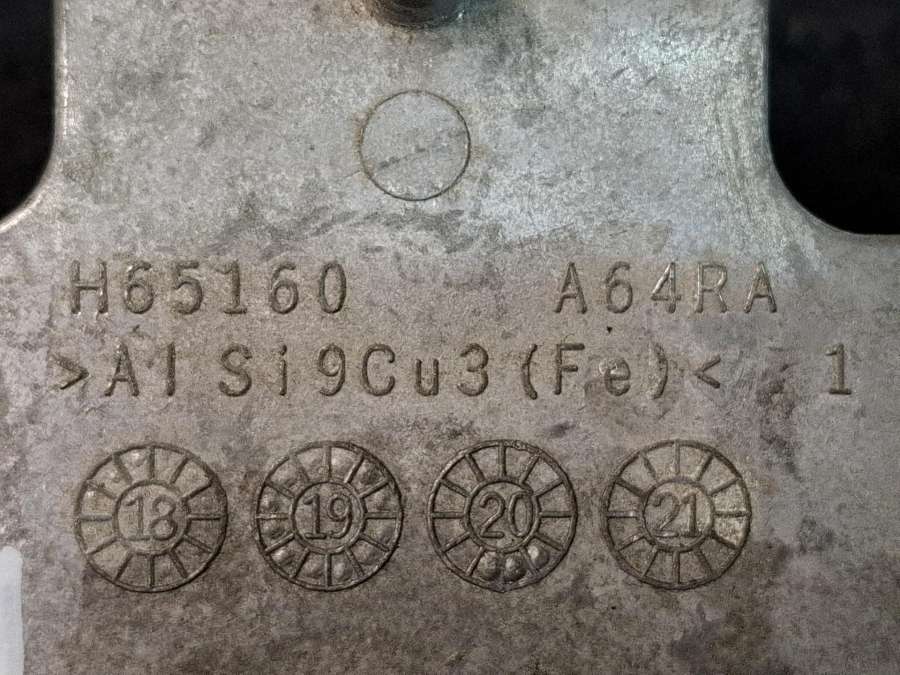 H65160 A64RA
>AlSi9Cu3(Fe)< 1
18 19 20 21